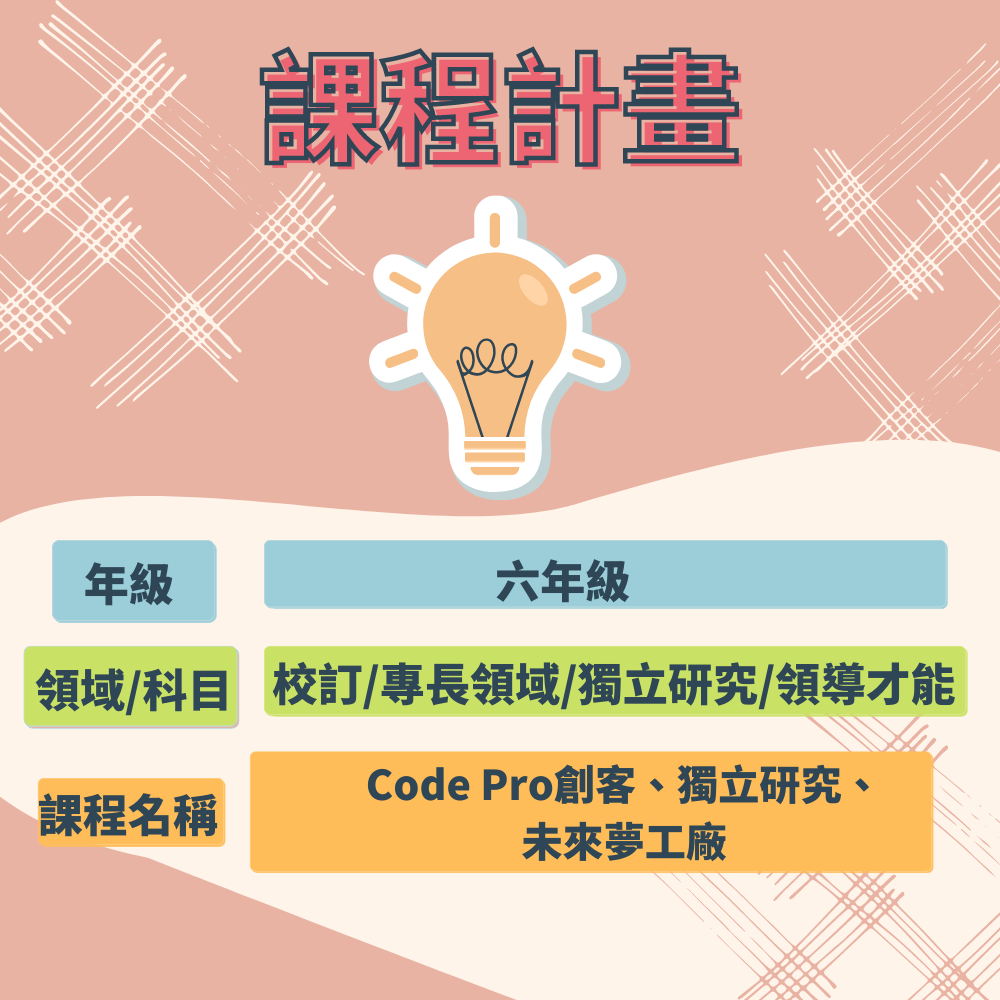 課程計畫
年級
六年級
領域/科目
校訂/專長領域/獨立研究/領導才能
課程名稱
Code Pro創客、獨立研究、
未來夢工廠